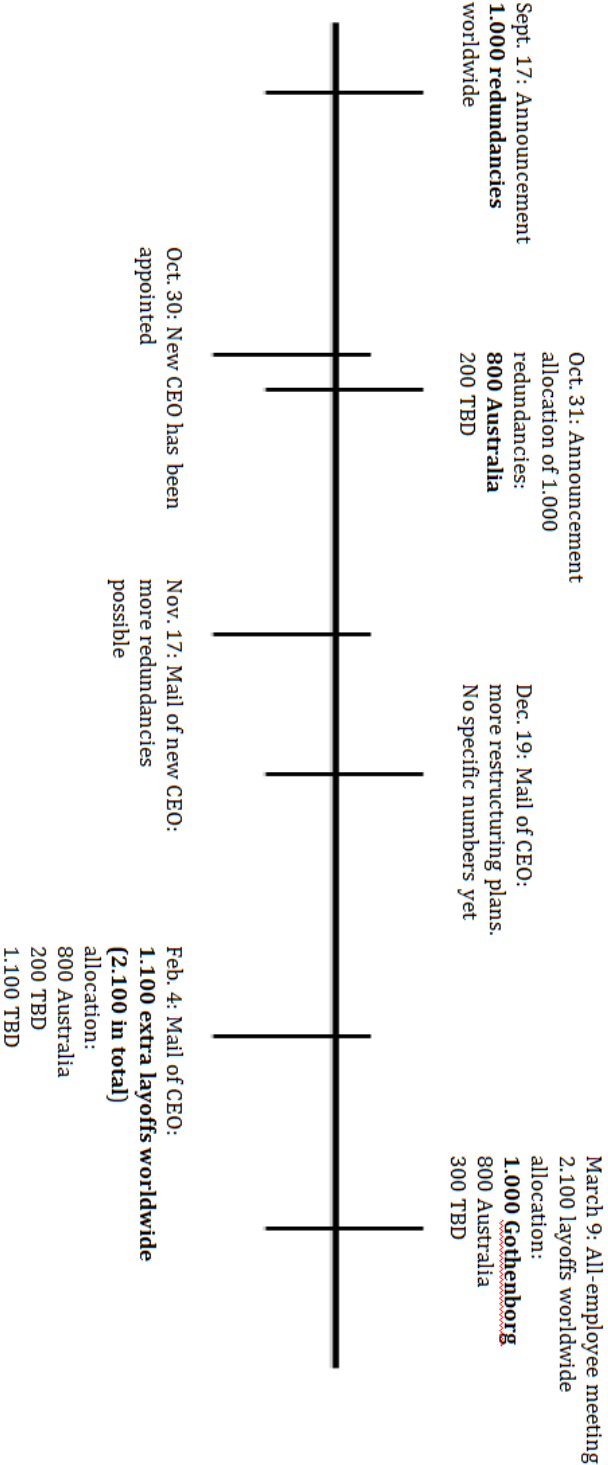 Sept. 17: Announcement
1.000 redundancies
worldwide
Oct. 30: New CEO has been
appointed
Oct. 31: Announcement
allocation of 1.000
redundancies:
800 Australia
200 TBD
Nov. 17: Mail of new CEO:
more redundancies
possible
Dec. 19: Mail of CEO:
more restructuring plans.
No specific numbers yet
Feb. 4: Mail of CEO:
1.100 extra layoffs worldwide
(2.100 in total)
allocation:
800 Australia
200 TBD
1.100 TBD
March 9: All-employee meeting
2.100 layoffs worldwide
allocation:
1.000 Gothenborg
800 Australia
300 TBD